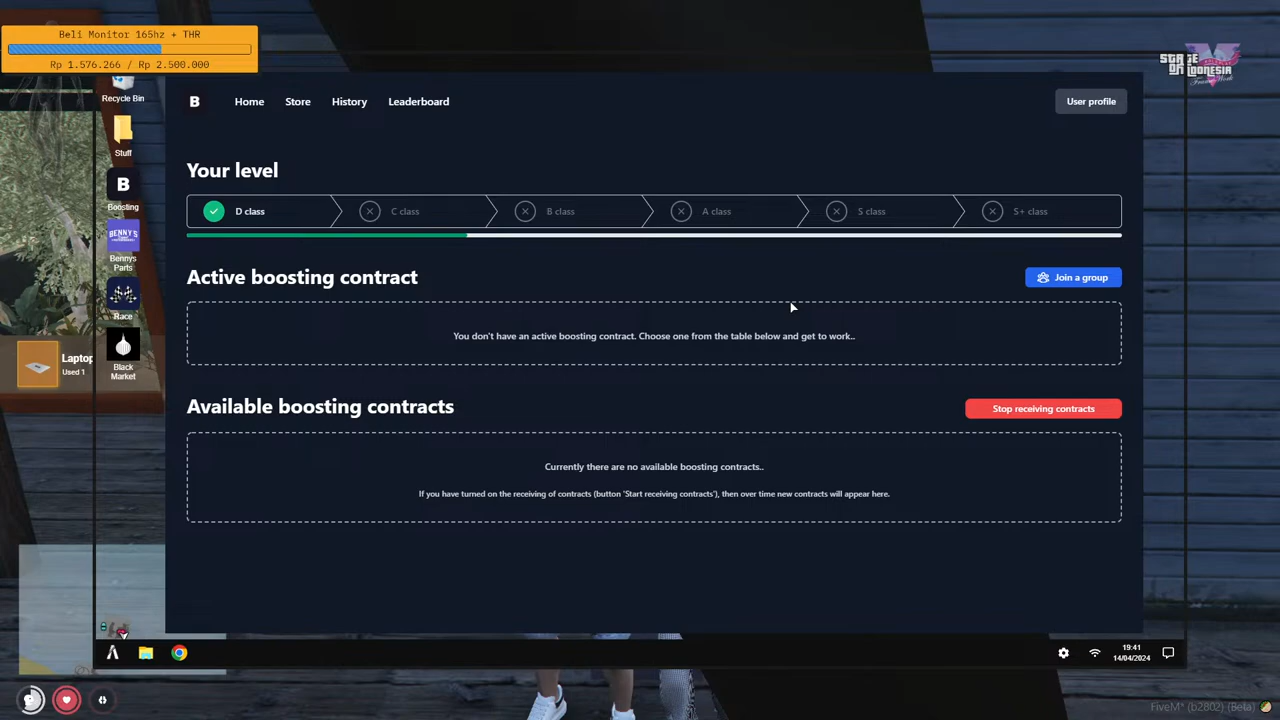 Beli Monitor 165hz + THR
Rp 1.576.266 / Rp 2.500.000
STATE
OF INDONESIA
Recycle Bin
Stuff
B
Boosting
BENNY'S
Bennys
Parts
Race
Black
Market
Laptop
Used 1
B
Home
Store
History
Leaderboard
User profile
Your level
D class
C class
B class
A class
S class
S+ class
Active boosting contract
Join a group
You don't have an active boosting contract. Choose one from the table below and get to work..
Available boosting contracts
Stop receiving contracts
Currently there are no available boosting contracts..
If you have turned on the receiving of contracts (button 'Start receiving contracts'), then over time new contracts will appear here.
19:41
14/04/2024
FiveM* (b2802) (Beta)